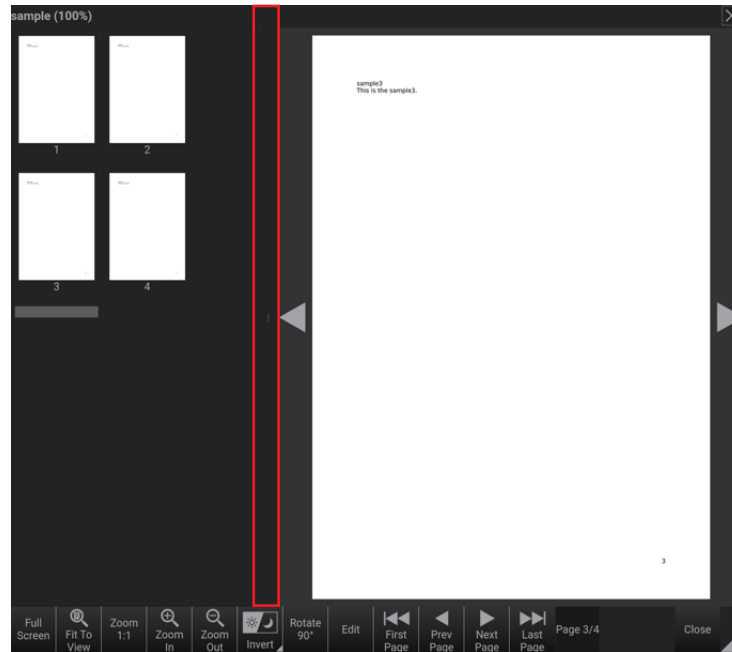 sample (100%)
1
2
3
4
sample3
This is the sample3.
3
Full
Screen
Fit To
View
Zoom
1:1
Zoom
In
Zoom
Out
Invert
Rotate
90°
Edit
First
Page
Prev
Page
Next
Page
Last
Page
Page 3/4
Close